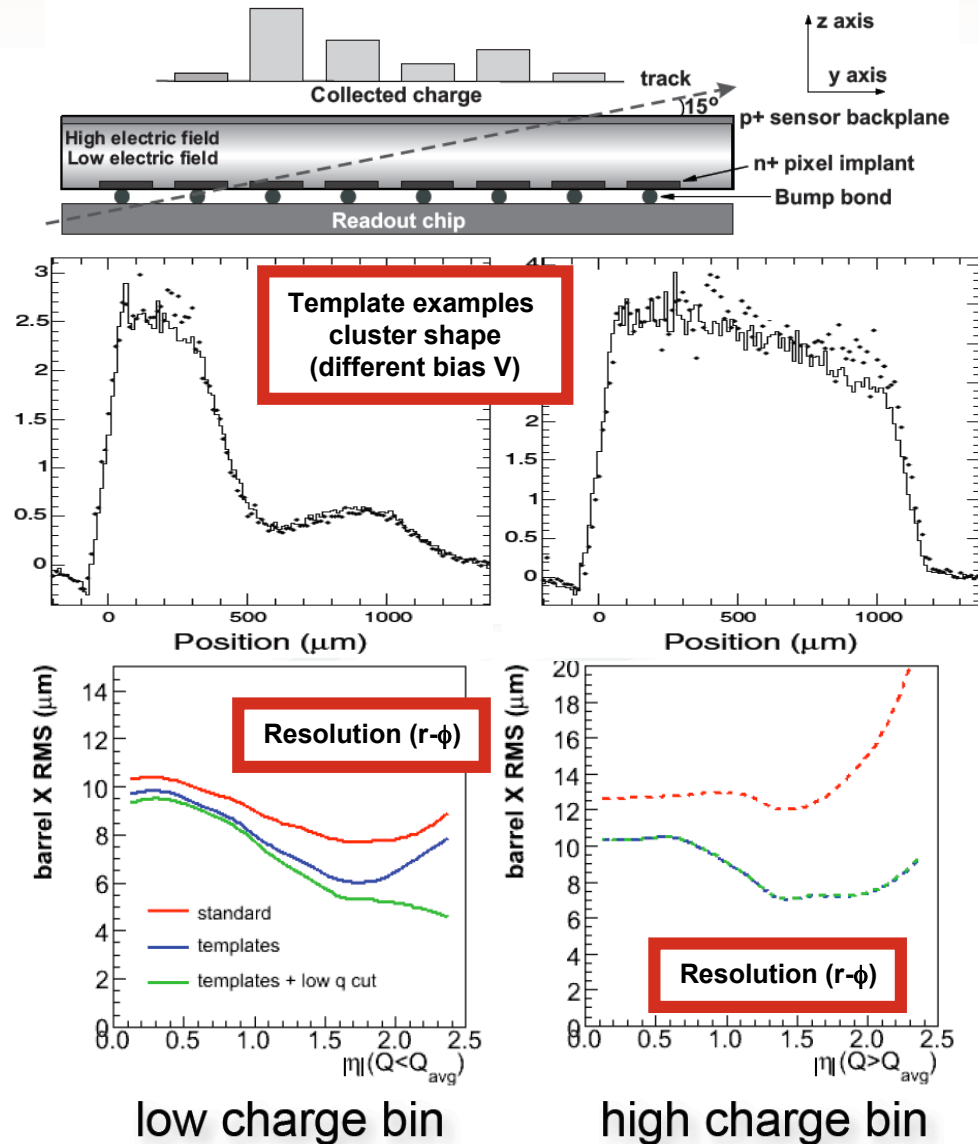 z axis
y axis
track
Collected charge
15°
p+ sensor backplane
High electric field
Low electric field
n+ pixel implant
Bump bond
Readout chip
Template examples
cluster shape
(different bias V)
3
2.5
2
1.5
1
0.5
0
0
500
1000
Position (μm)
4
3
2
1
0.5
0
0
500
1000
Position (μm)
barrel X RMS (μm)
14
12
10
8
6
4
2
0
Resolution (r-ϕ)
standard
templates
templates + low q cut
0.0
0.5
1.0
1.5
2.0
2.5
|η|(Q<Qavg)
low charge bin
barrel X RMS (μm)
20
18
16
14
12
10
8
6
4
2
0
Resolution (r-ϕ)
0.0
0.5
1.0
1.5
2.0
2.5
|η|(Q>Qavg)
high charge bin